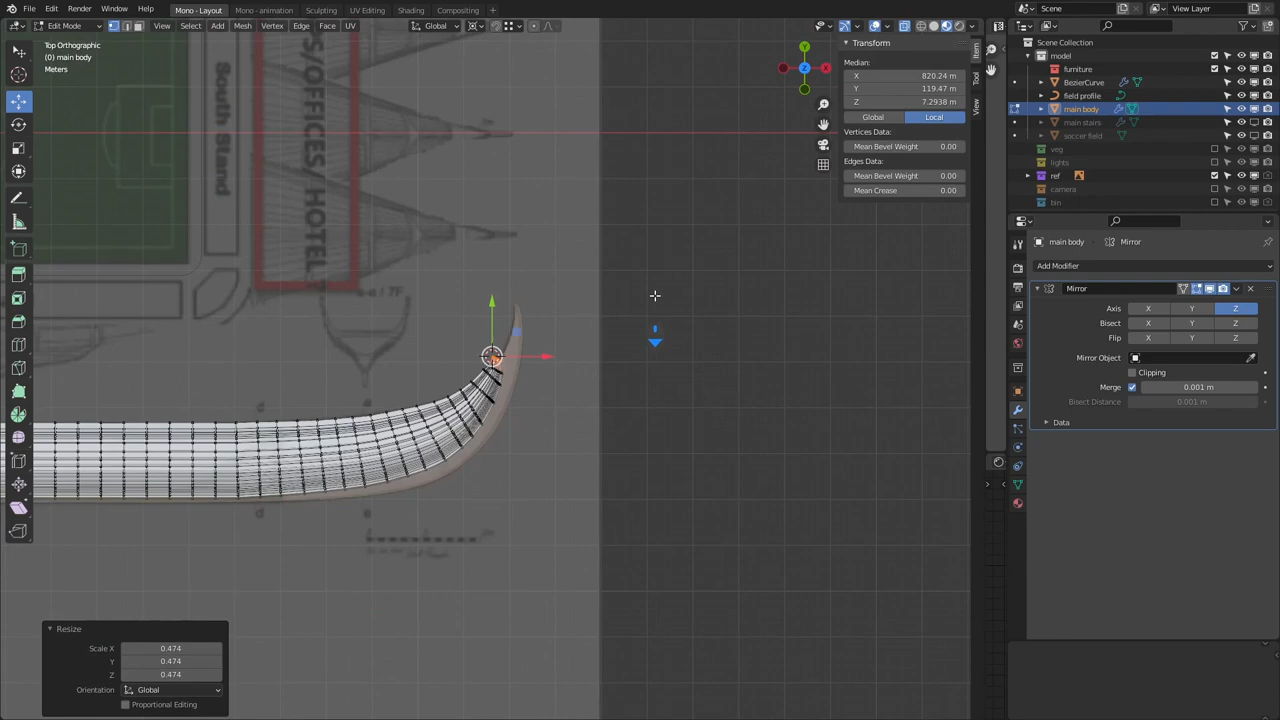 File Edit Render Window Help Mono - Layout Mono - animation Sculpting UV Editing Shading Compositing Scene View Layer
Edit Mode View Select Add Mesh Vertex Edge Face UV Global
Top Orthographic
(0) main body
Meters
South Stand
S/OFFICES/HOTEL
e-e / 7F
d e
d e
Y
X
Z
Transform
Median:
X 820.24 m
Y 119.47 m
Z 7.2938 m
Global Local
Vertices Data:
Mean Bevel Weight 0.00
Edges Data:
Mean Bevel Weight 0.00
Mean Crease 0.00
Item
Tool
View
Scene Collection
model
furniture
BezierCurve
field profile
main body
main stairs
soccer field
veg
lights
ref
camera
bin
main body Mirror
Add Modifier
Mirror
Axis X Y Z
Bisect X Y Z
Flip X Y Z
Mirror Object
Clipping
Merge 0.001 m
Bisect Distance 0.001 m
Data
Resize
Scale X 0.474
Y 0.474
Z 0.474
Orientation Global
Proportional Editing